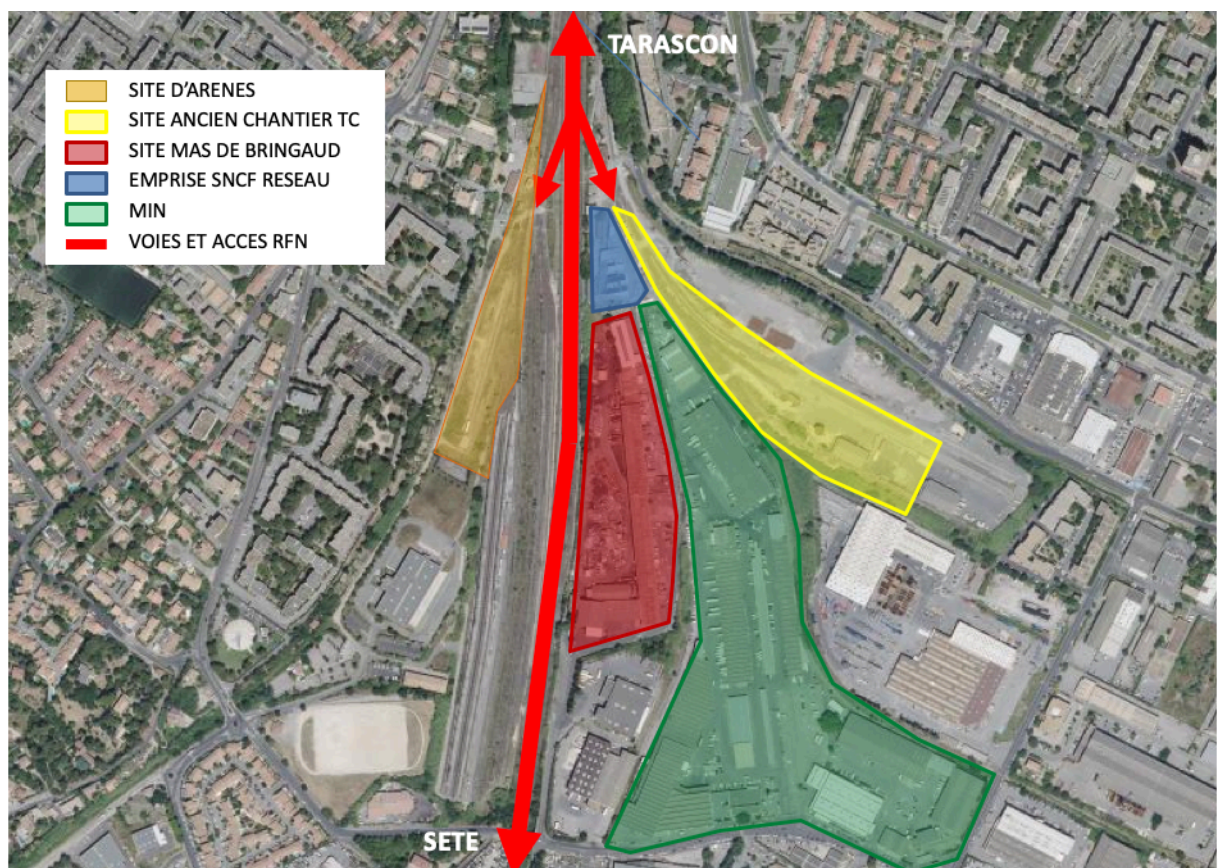 TARASCON
SITE D'ARENES
SITE ANCIEN CHANTIER TC
SITE MAS DE BRINGAUD
EMPRISE SNCF RESEAU
MIN
VOIES ET ACCES RFN
SETE